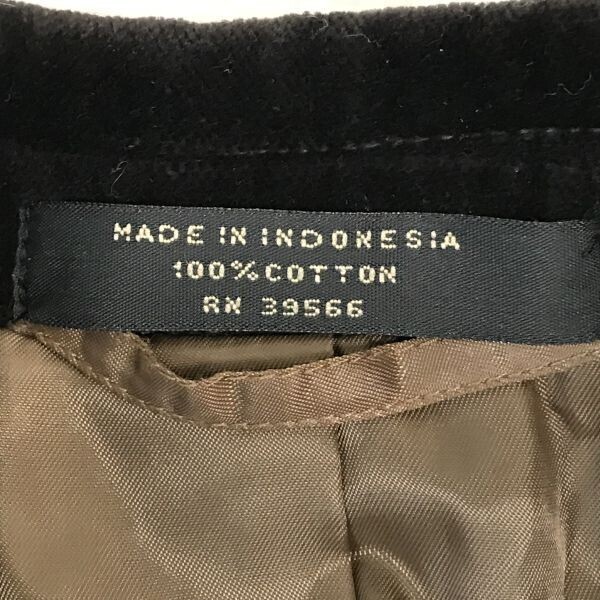 MADE IN INDONESIA
100% COTTON
RN 39566